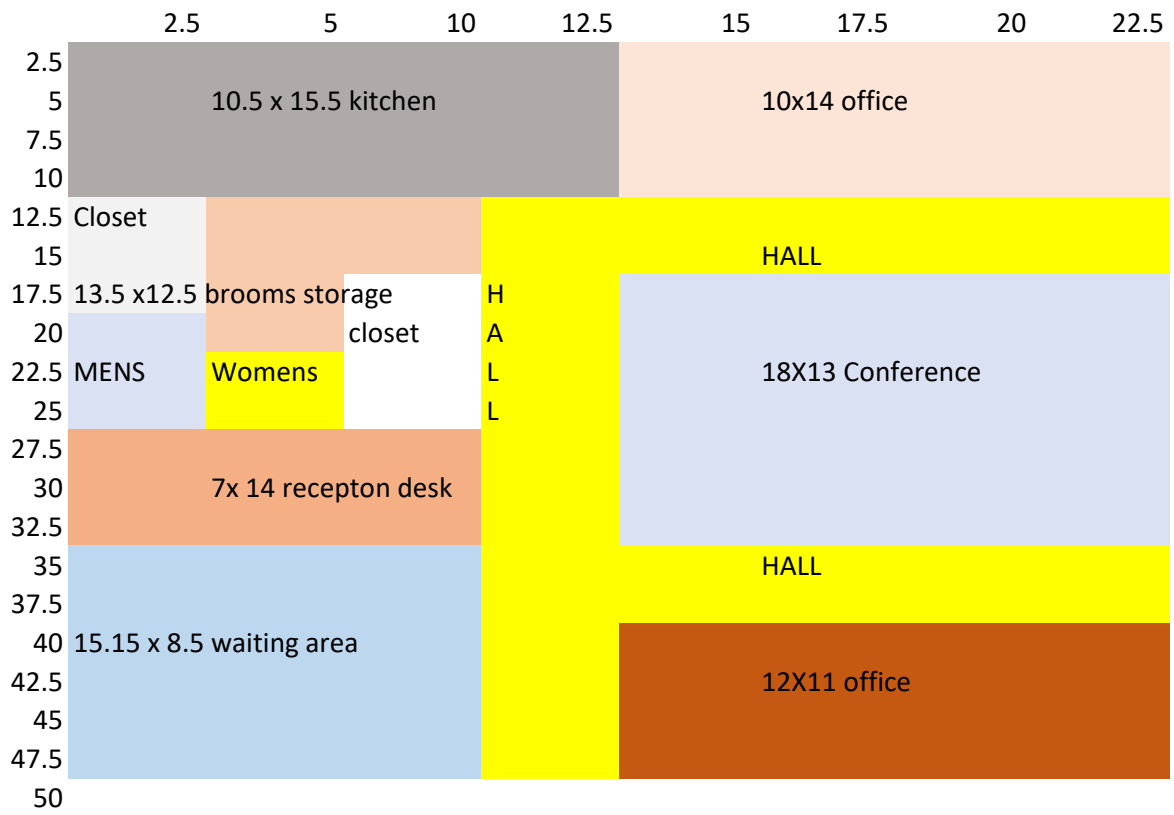 2.5 5 10 12.5 15 17.5 20 22.5
2.5
5 10.5 x 15.5 kitchen 10x14 office
7.5
10
12.5 Closet
15 HALL
17.5 13.5 x12.5 brooms storage H
20 closet A
22.5 MENS Womens L 18X13 Conference
25 L
27.5
30 7x 14 recepton desk
32.5
35 HALL
37.5
40 15.15 x 8.5 waiting area
42.5 12X11 office
45
47.5
50